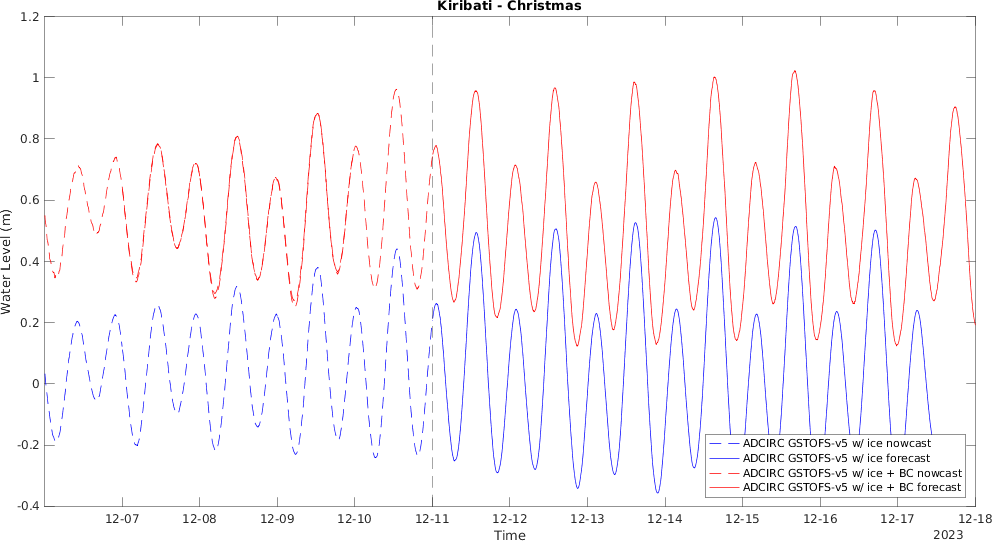 Kiribati - Christmas
1.2
1
0.8
0.6
0.4
0.2
0
-0.2
-0.4
Water Level (m)
ADCIRC GSTOFS-v5 w/ ice nowcast
ADCIRC GSTOFS-v5 w/ ice forecast
ADCIRC GSTOFS-v5 w/ ice + BC nowcast
ADCIRC GSTOFS-v5 w/ ice + BC forecast
12-07 12-08 12-09 12-10 12-11 12-12 12-13 12-14 12-15 12-16 12-17 12-18
Time
2023